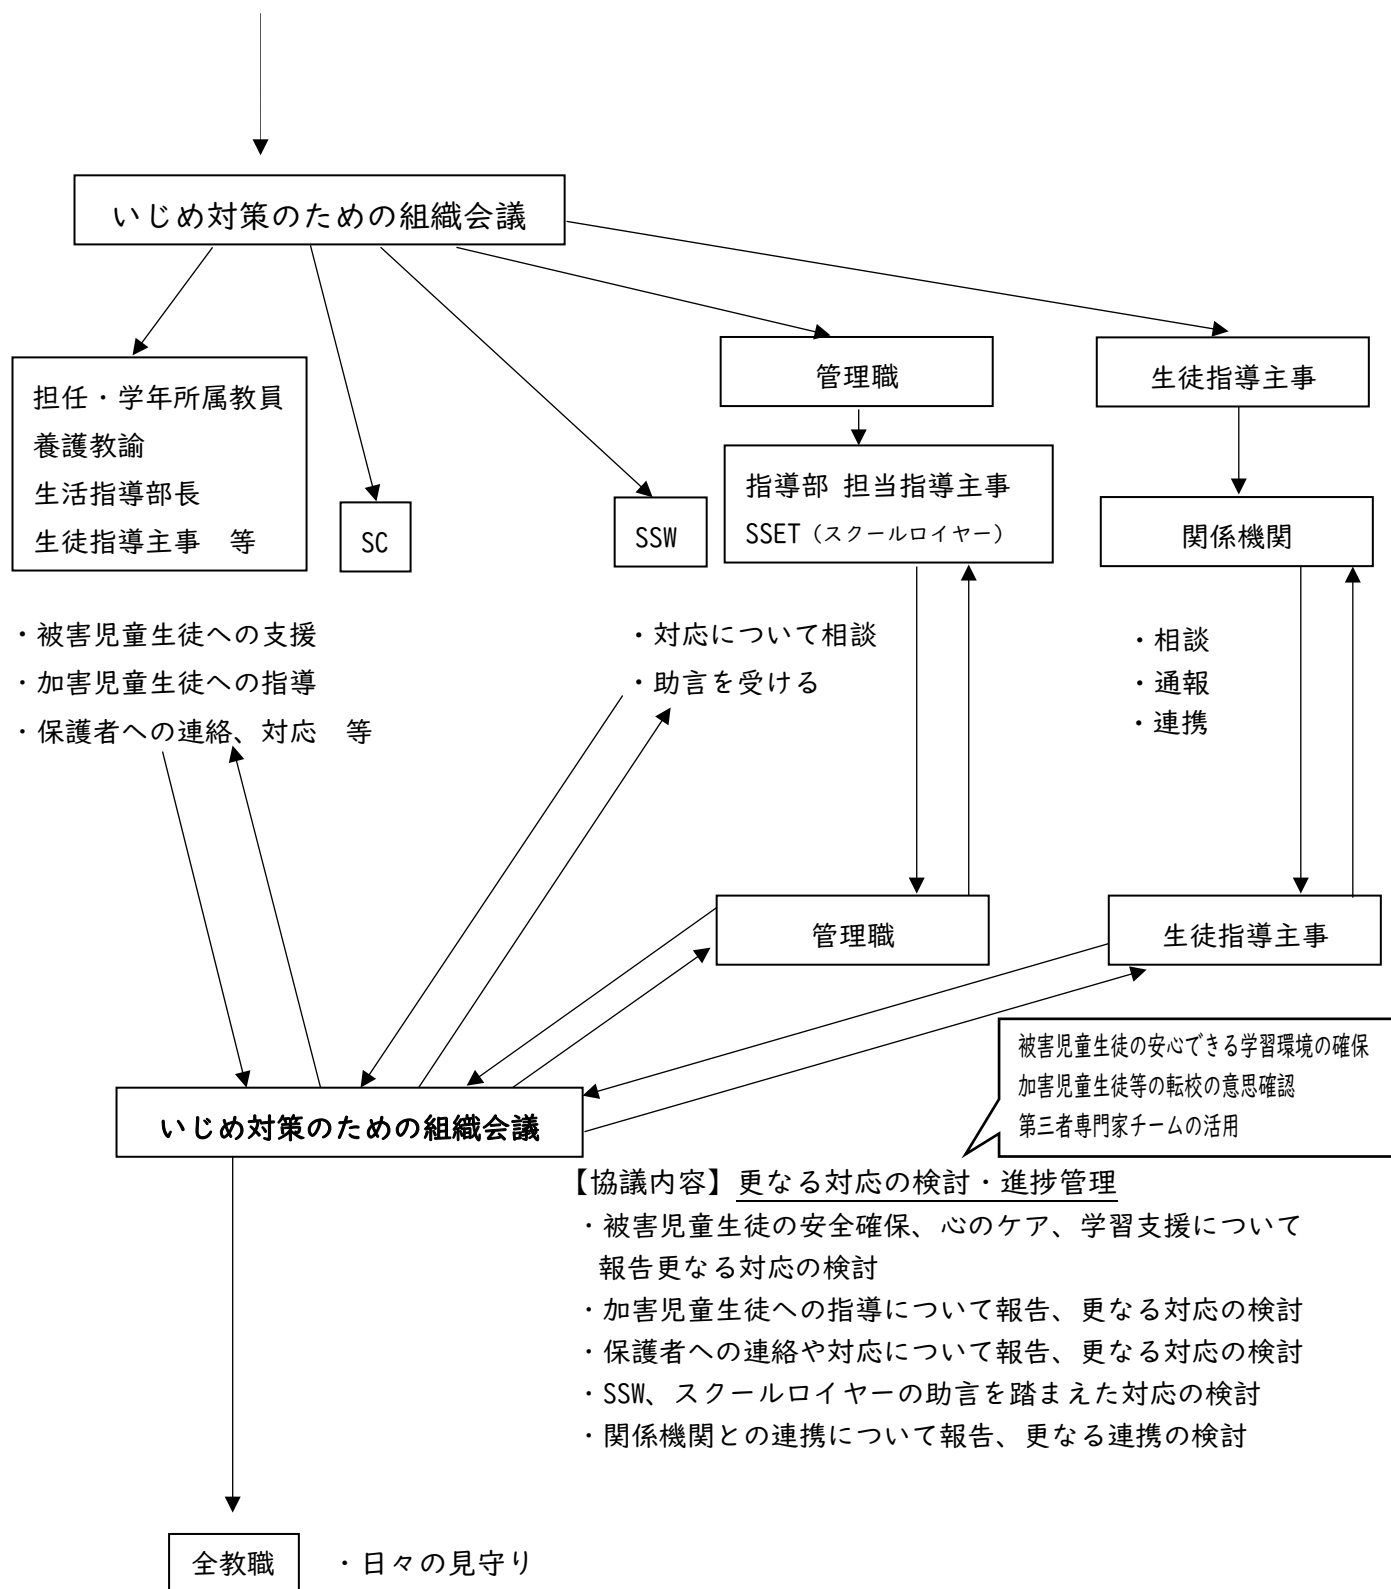 いじめ対策のための組織会議
管理職
生徒指導主事
担任・学年所属教員
養護教諭
生活指導部長
生徒指導主事　等
SC
SSW
指導部 担当指導主事
SSET（スクールロイヤー）
関係機関
・被害児童生徒への支援
・加害児童生徒への指導
・保護者への連絡、対応　等
・対応について相談
・助言を受ける
・相談
・通報
・連携
管理職
生徒指導主事
被害児童生徒の安心できる学習環境の確保
加害児童生徒等の転校の意思確認
第三者専門家チームの活用
いじめ対策のための組織会議
【協議内容】更なる対応の検討・進捗管理
・被害児童生徒の安全確保、心のケア、学習支援について
報告更なる対応の検討
・加害児童生徒への指導について報告、更なる対応の検討
・保護者への連絡や対応について報告、更なる対応の検討
・SSW、スクールロイヤーの助言を踏まえた対応の検討
・関係機関との連携について報告、更なる連携の検討
全教職　・日々の見守り